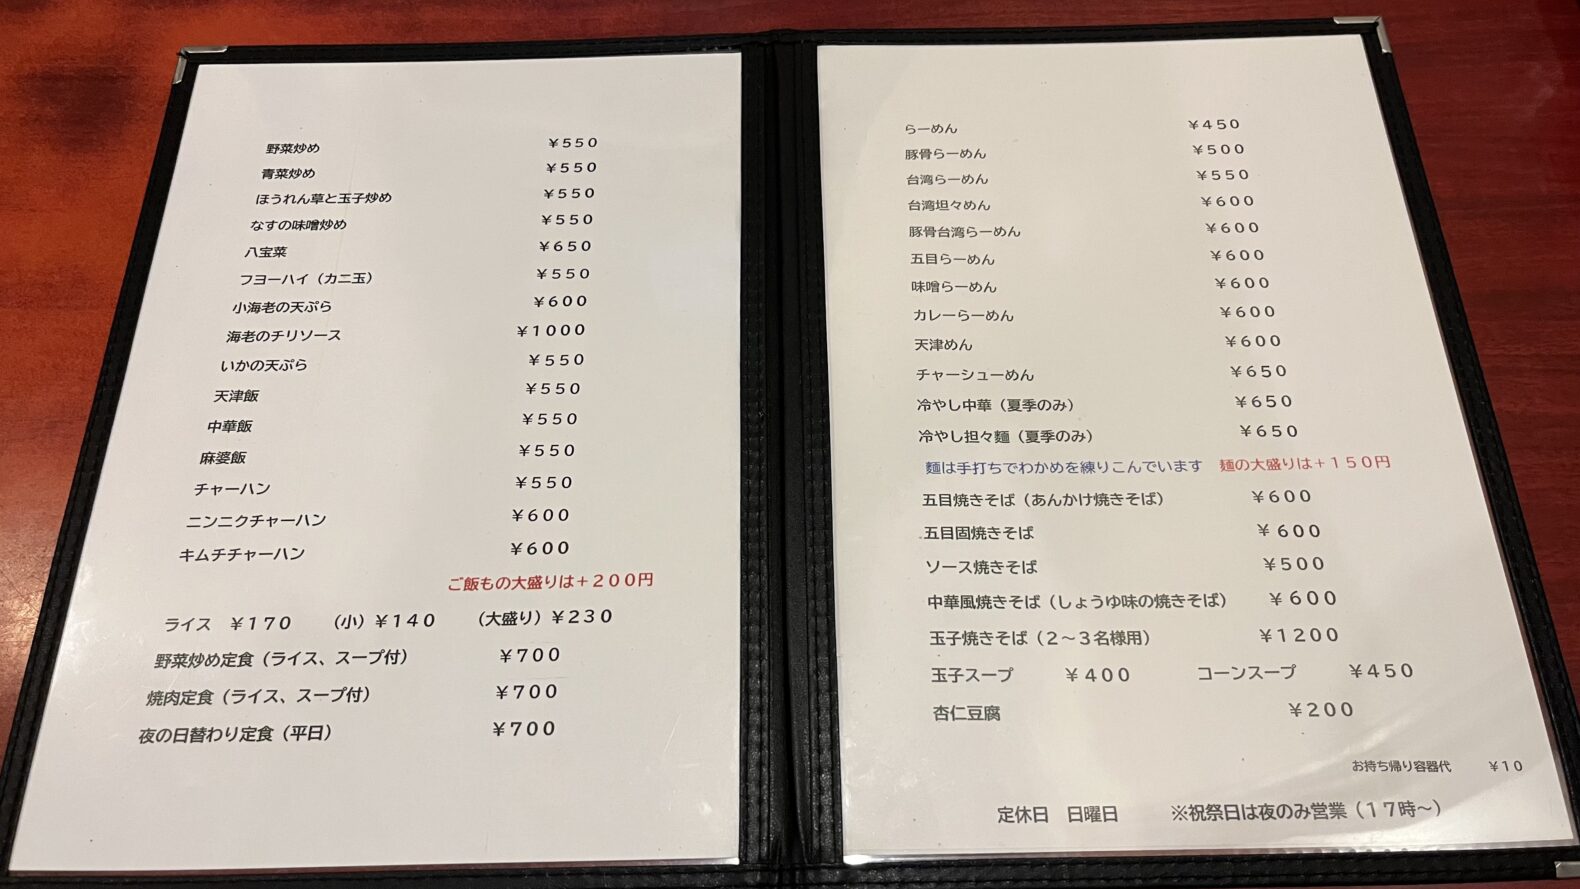 野菜炒め ¥550
青菜炒め ¥550
ほうれん草と玉子炒め ¥550
なすの味噌炒め ¥550
八宝菜 ¥650
フヨーハイ（カニ玉） ¥550
小海老の天ぷら ¥600
海老のチリソース ¥1000
いかの天ぷら ¥550
天津飯 ¥550
中華飯 ¥550
麻婆飯 ¥550
チャーハン ¥550
ニンニクチャーハン ¥600
キムチチャーハン ¥600
ご飯もの大盛りは＋200円
ライス ¥170 （小）¥140 （大盛り）¥230
野菜炒め定食（ライス、スープ付） ¥700
焼肉定食（ライス、スープ付） ¥700
夜の日替わり定食（平日） ¥700
らーめん ¥450
豚骨らーめん ¥500
台湾らーめん ¥550
台湾坦々めん ¥600
豚骨台湾らーめん ¥600
五目らーめん ¥600
味噌らーめん ¥600
カレーらーめん ¥600
天津めん ¥600
チャーシューめん ¥650
冷やし中華（夏季のみ） ¥650
冷やし担々麺（夏季のみ） ¥650
麺は手打ちでわかめを練りこんでいます 麺の大盛りは＋150円
五目焼きそば（あんかけ焼きそば） ¥600
五目固焼きそば ¥600
ソース焼きそば ¥500
中華風焼きそば（しょうゆ味の焼きそば） ¥600
玉子焼きそば（2〜3名様用） ¥1200
玉子スープ ¥400 コーンスープ ¥450
杏仁豆腐 ¥200
お持ち帰り容器代 ¥10
定休日 日曜日 ※祝祭日は夜のみ営業（17時〜）